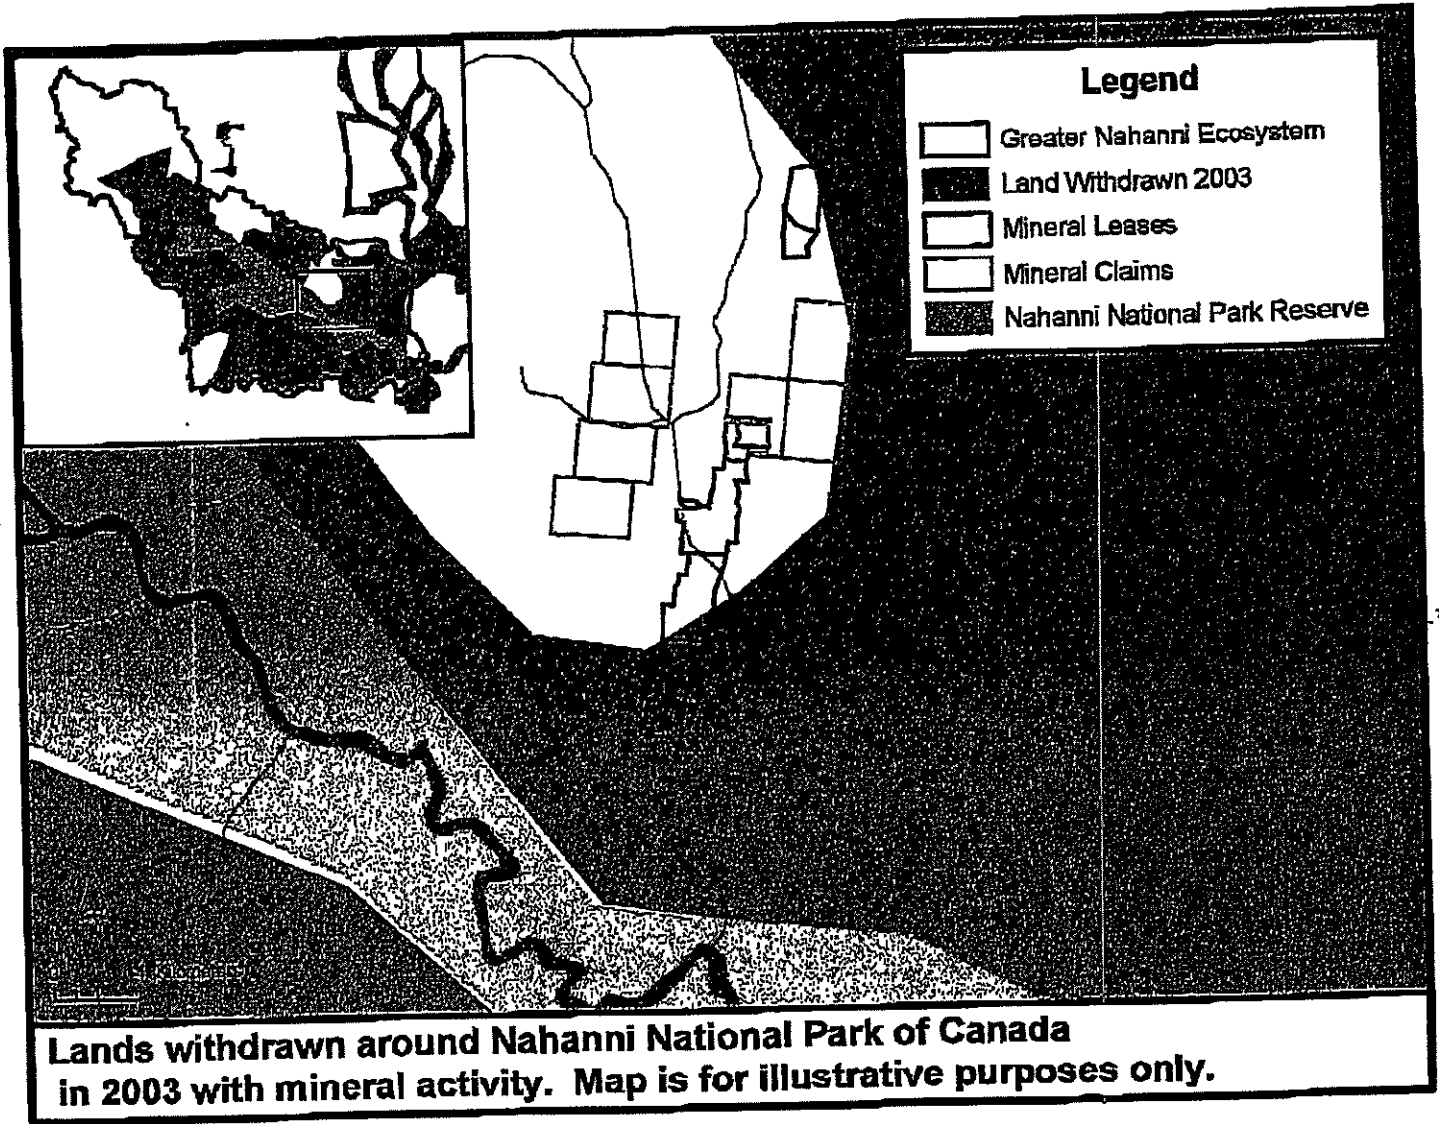 Legend
Greater Nahanni Ecosystem
Land Withdrawn 2003
Mineral Leases
Mineral Claims
Nahanni National Park Reserve
Lands withdrawn around Nahanni National Park of Canada
in 2003 with mineral activity. Map is for illustrative purposes only.